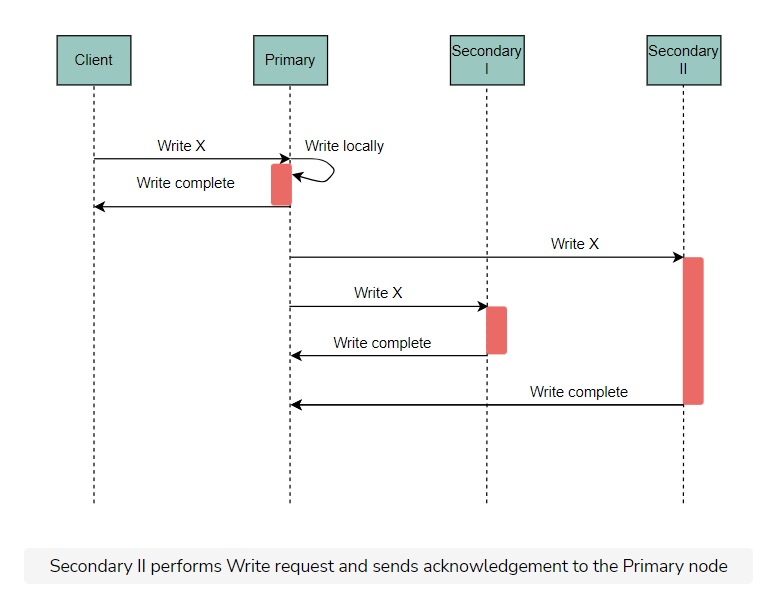 Client
Primary
Secondary
I
Secondary
II
Write X
Write locally
Write complete
Write X
Write X
Write complete
Write complete
Secondary II performs Write request and sends acknowledgement to the Primary node